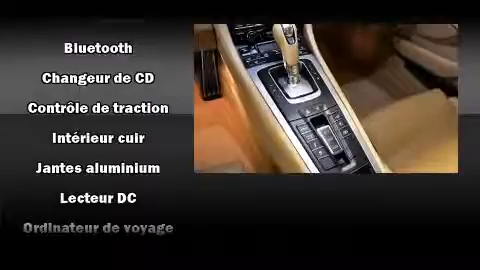 Bluetooth
Changeur de CD
Contrôle de traction
Intérieur cuir
Jantes aluminium
Lecteur DC
Ordinateur de voyage